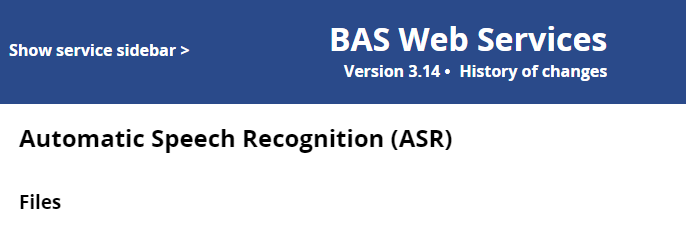 Show service sidebar >
BAS Web Services
Version 3.14 • History of changes
Automatic Speech Recognition (ASR)
Files